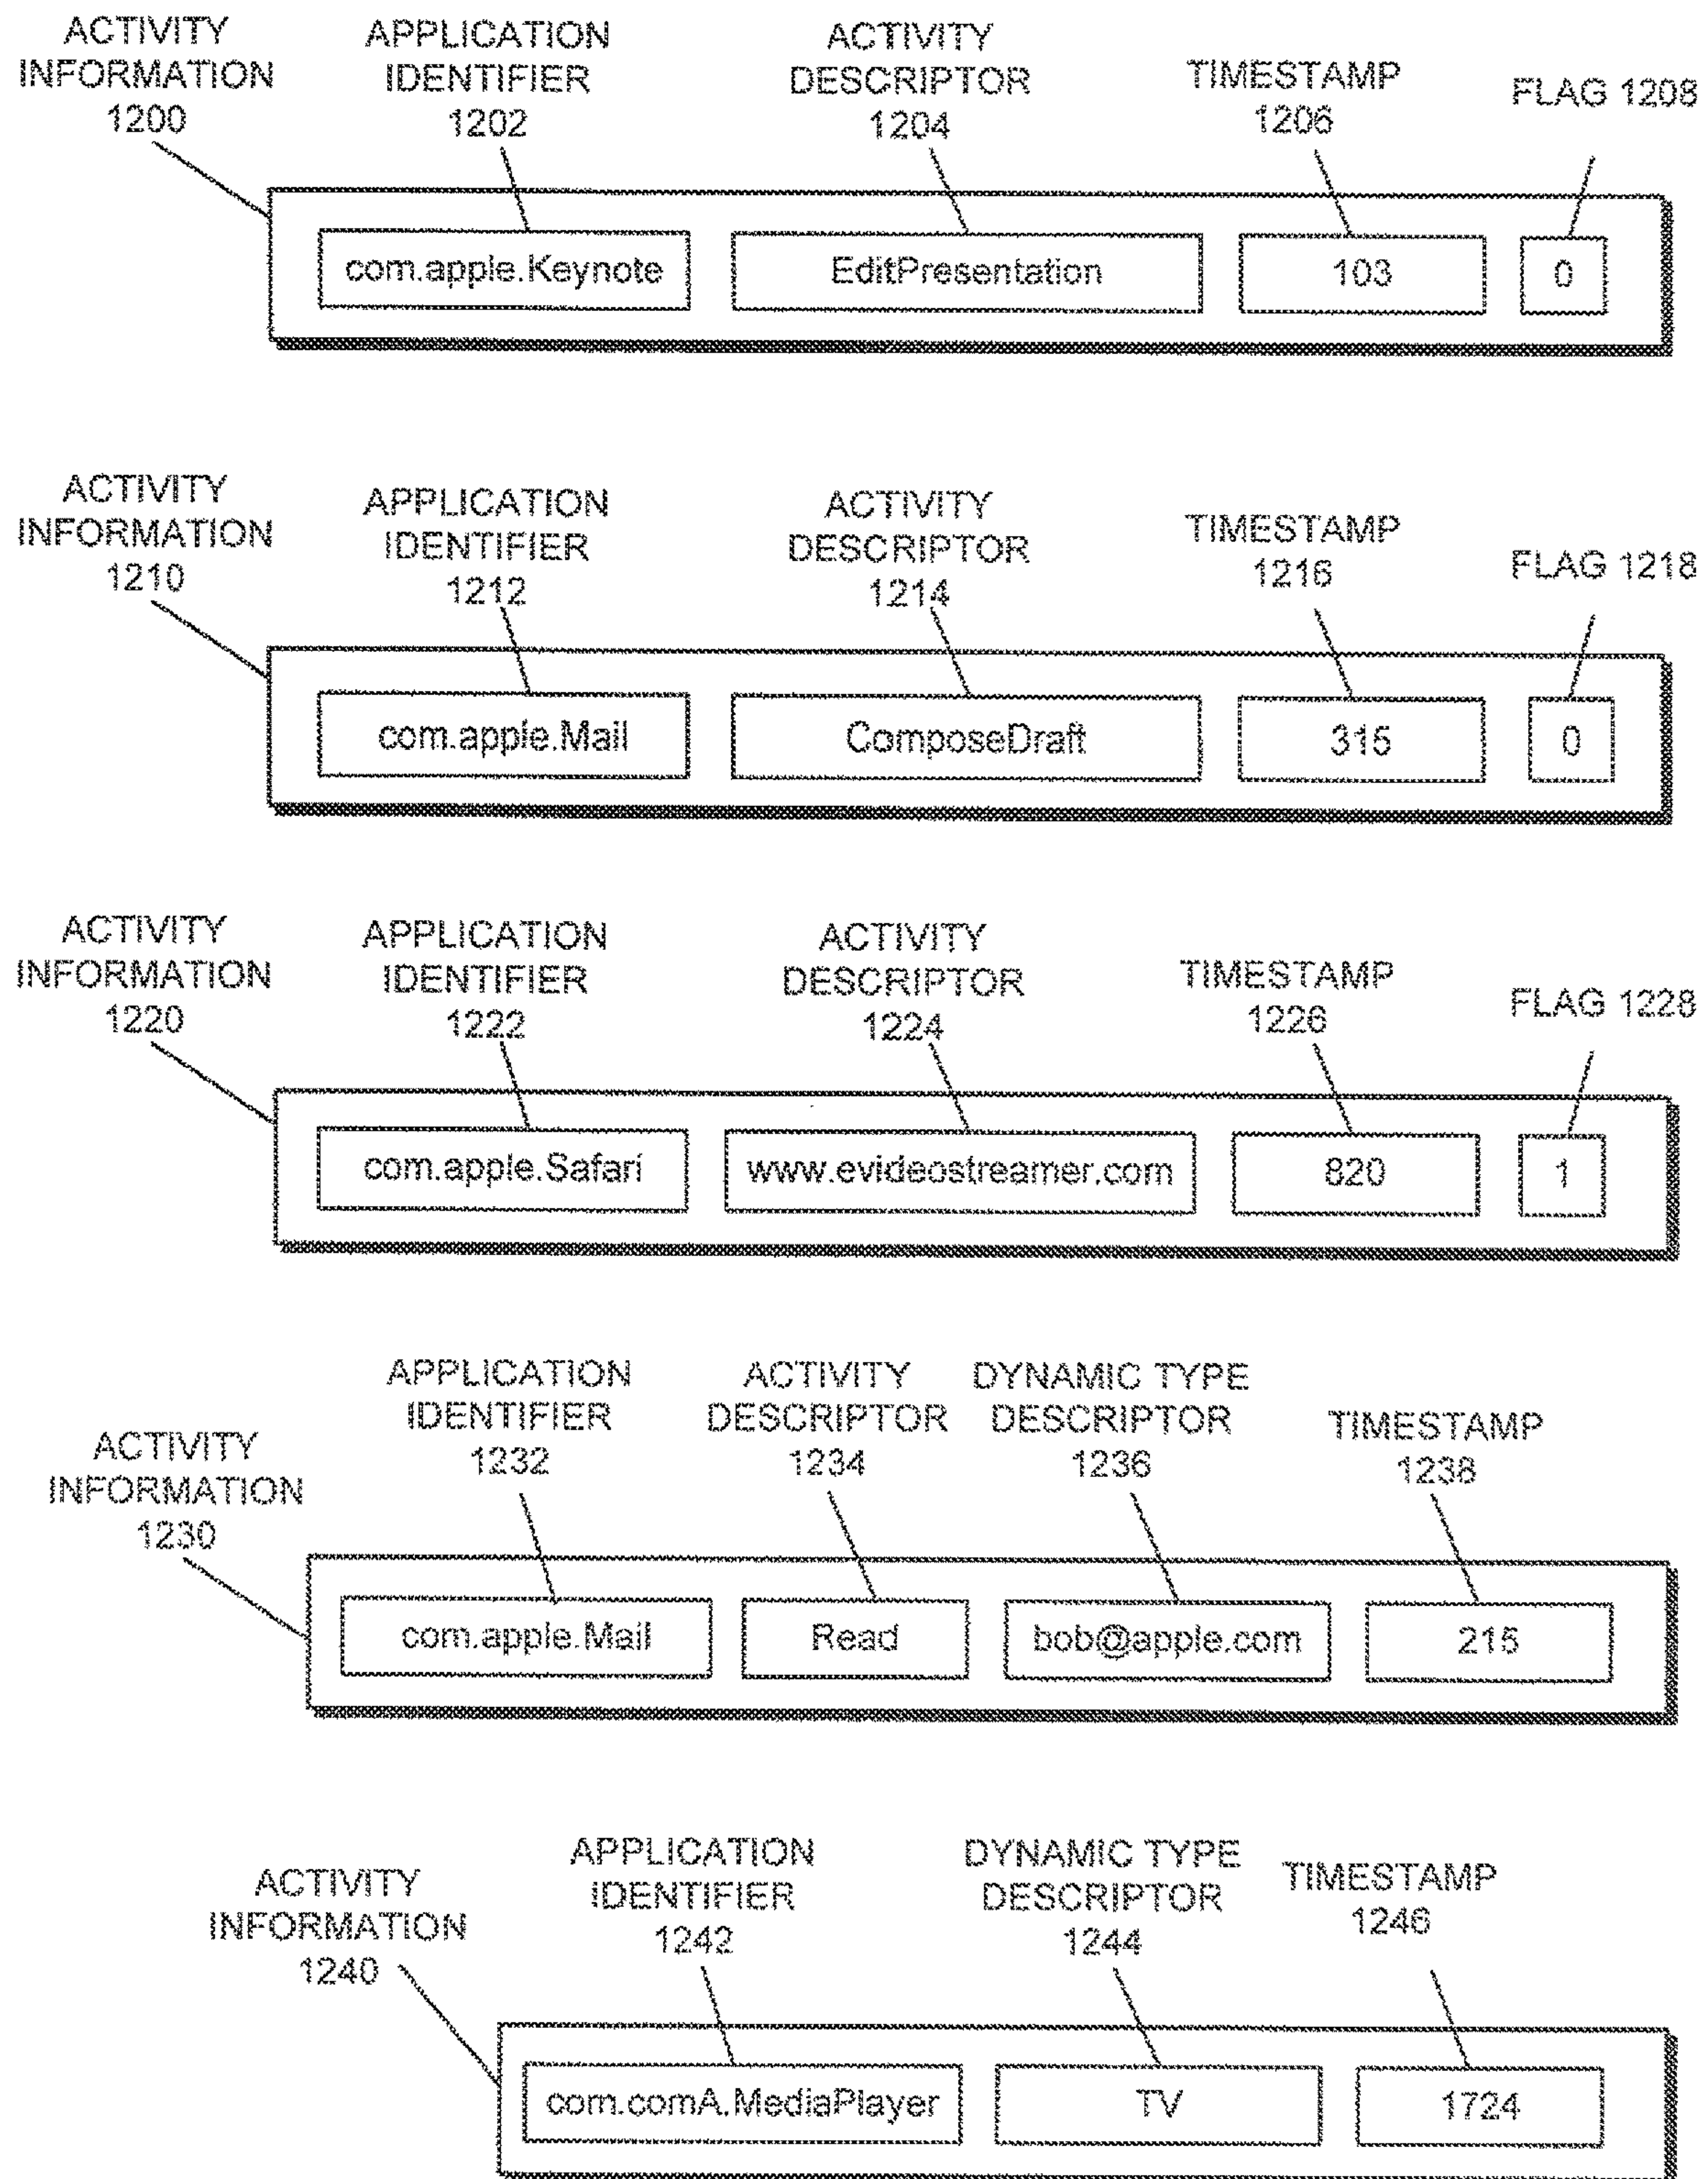 ACTIVITY
INFORMATION
1200
APPLICATION
IDENTIFIER
1202
ACTIVITY
DESCRIPTOR
1204
TIMESTAMP
1206
FLAG 1208
com.apple.Keynote
EditPresentation
103
0
ACTIVITY
INFORMATION
1210
APPLICATION
IDENTIFIER
1212
ACTIVITY
DESCRIPTOR
1214
TIMESTAMP
1216
FLAG 1218
com.apple.Mail
ComposeDraft
315
0
ACTIVITY
INFORMATION
1220
APPLICATION
IDENTIFIER
1222
ACTIVITY
DESCRIPTOR
1224
TIMESTAMP
1226
FLAG 1228
com.apple.Safari
www.evideostreamer.com
820
1
ACTIVITY
INFORMATION
1230
APPLICATION
IDENTIFIER
1232
ACTIVITY
DESCRIPTOR
1234
DYNAMIC TYPE
DESCRIPTOR
1236
TIMESTAMP
1238
com.apple.Mail
Read
bob@apple.com
215
ACTIVITY
INFORMATION
1240
APPLICATION
IDENTIFIER
1242
DYNAMIC TYPE
DESCRIPTOR
1244
TIMESTAMP
1246
com.comA.MediaPlayer
TV
1724